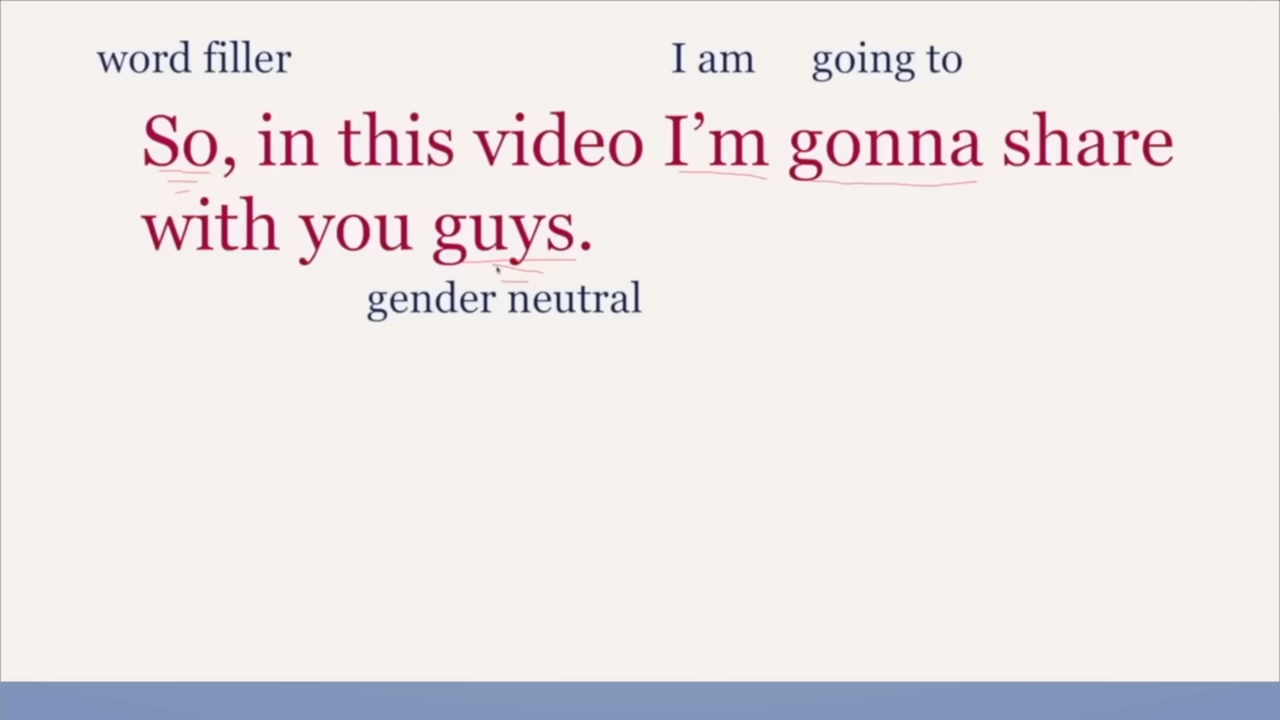 word filler I am going to
So, in this video I’m gonna share
with you guys.
gender neutral